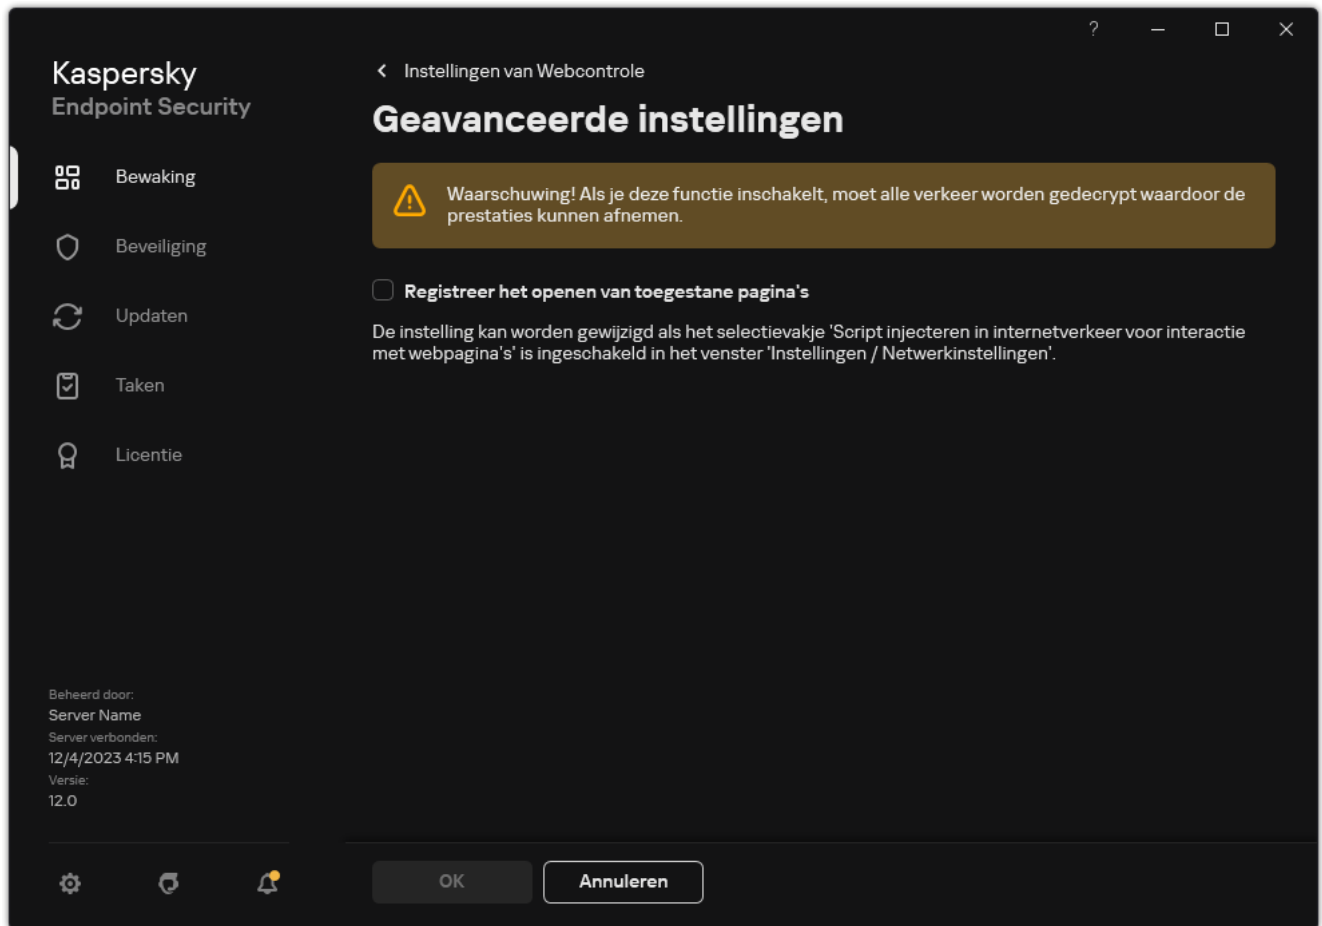 ?
Kaspersky
Endpoint Security
Bewaking
Beveiliging
Updaten
Taken
Licentie
Beheerd door:
Server Name
Server verbonden:
12/4/2023 4:15 PM
Versie:
12.0
Instellingen van Webcontrole
Geavanceerde instellingen
Waarschuwing! Als je deze functie inschakelt, moet alle verkeer worden gedecrypt waardoor de
prestaties kunnen afnemen.
Registreer het openen van toegestane pagina's
De instelling kan worden gewijzigd als het selectievakje 'Script injecteren in internetverkeer voor interactie
met webpagina's' is ingeschakeld in het venster 'Instellingen / Netwerkinstellingen'.
OK
Annuleren